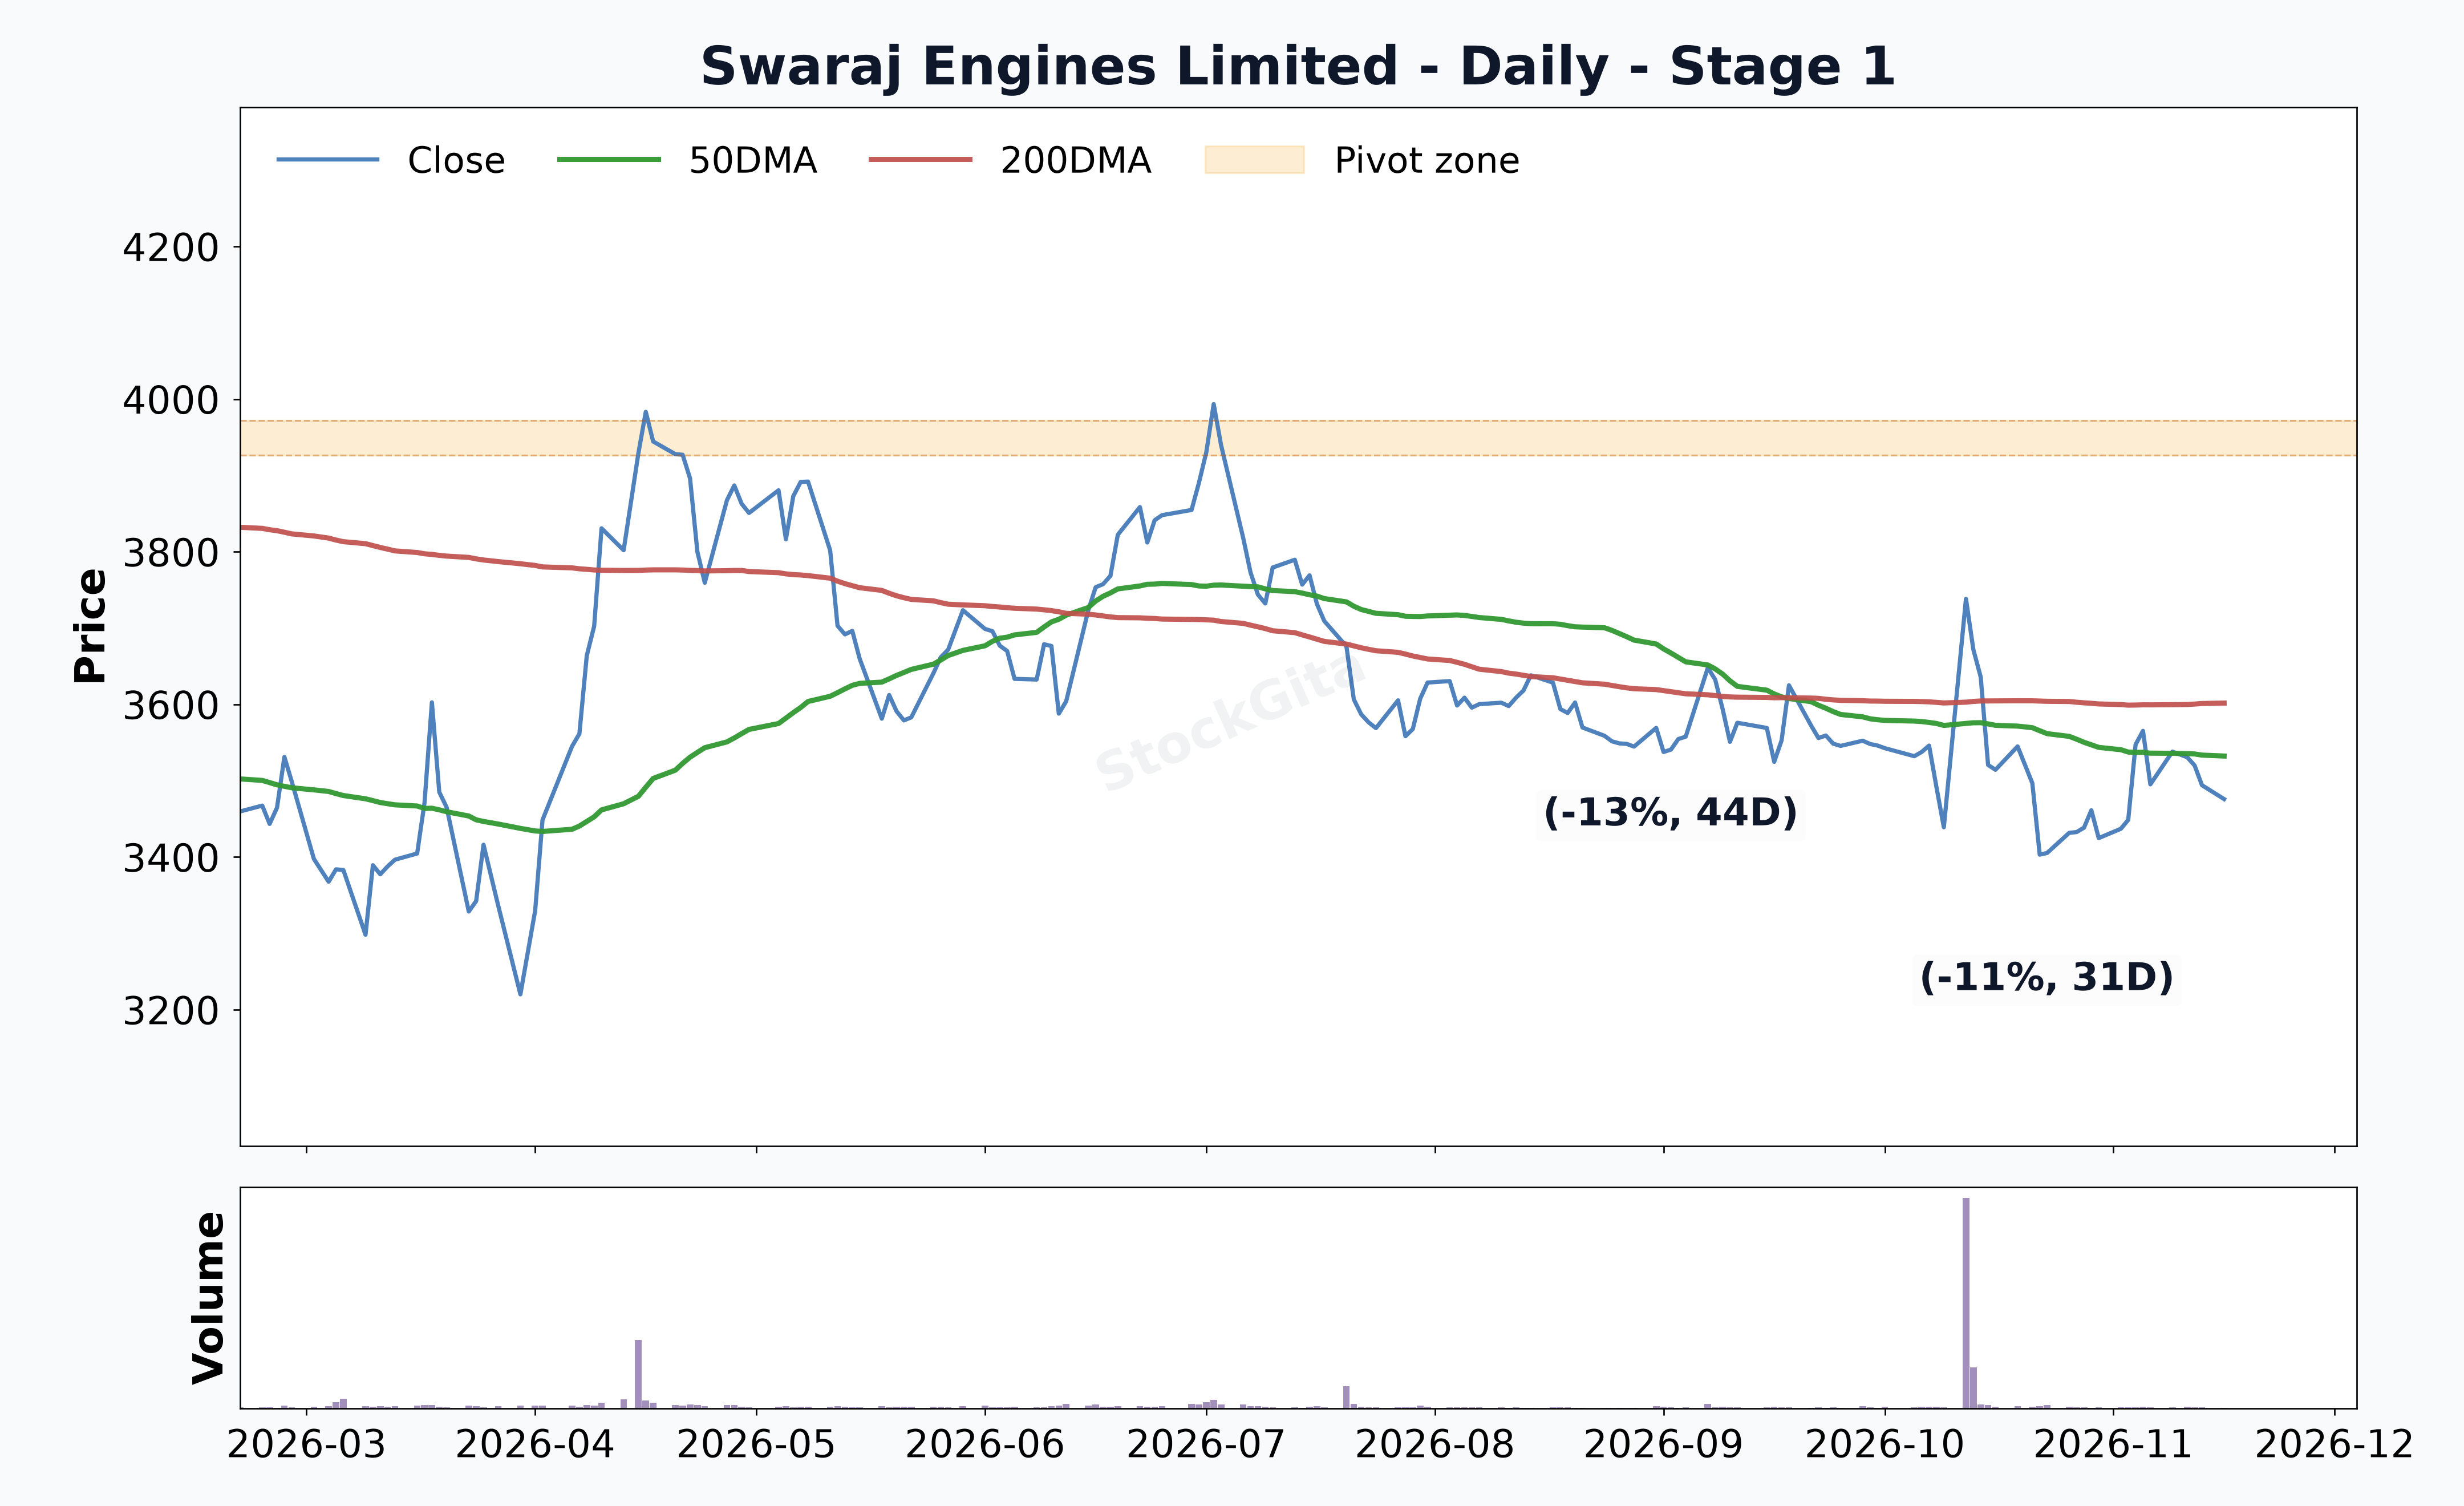 Swaraj Engines Limited - Daily - Stage 1
Close 50DMA 200DMA Pivot zone
4200
4000
3800
3600
3400
3200
Price
StockGita
(-13%, 44D)
(-11%, 31D)
Volume
2026-03 2026-04 2026-05 2026-06 2026-07 2026-08 2026-09 2026-10 2026-11 2026-12